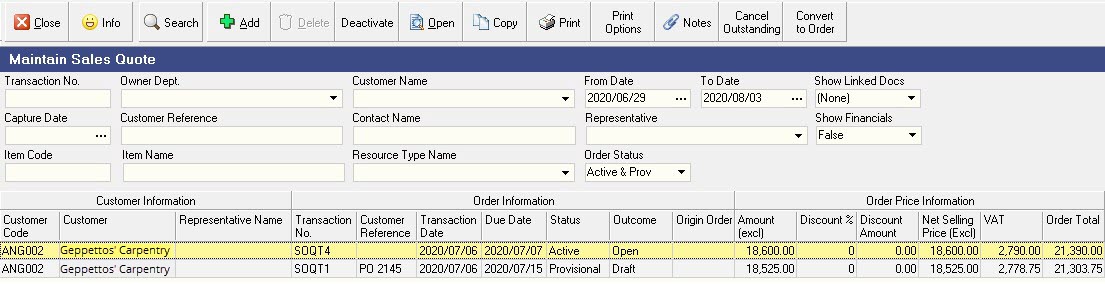 Close Info Search Add Delete Deactivate Open Copy Print Print Options Notes Cancel Outstanding Convert to Order
Maintain Sales Quote
Transaction No. Owner Dept. Customer Name From Date To Date Show Linked Docs
2020/06/29 ... 2020/08/03 ... (None)
Capture Date Customer Reference Contact Name Representative Show Financials
... False
Item Code Item Name Resource Type Name Order Status
Active & Prov
Customer Information Order Information Order Price Information
Customer Code Customer Representative Name Transaction No. Customer Reference Transaction Date Due Date Status Outcome Origin Order Amount (excl) Discount % Discount Amount Net Selling Price (Excl) VAT Order Total
ANG002 Geppettos' Carpentry SOQT4 2020/07/06 2020/07/07 Active Open 18,600.00 0 0.00 18,600.00 2,790.00 21,390.00
ANG002 Geppettos' Carpentry SOQT1 PO 2145 2020/07/06 2020/07/15 Provisional Draft 18,525.00 0 0.00 18,525.00 2,778.75 21,303.75